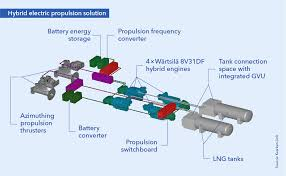 Hybrid electric propulsion solution
Battery energy
storage
Propulsion frequency
converter
4×Wärtsilä 8V31DF
hybrid engines
Tank connection
space with
integrated GVU
Azimuthing
propulsion
thrusters
Battery
converter
Propulsion
switchboard
LNG tanks